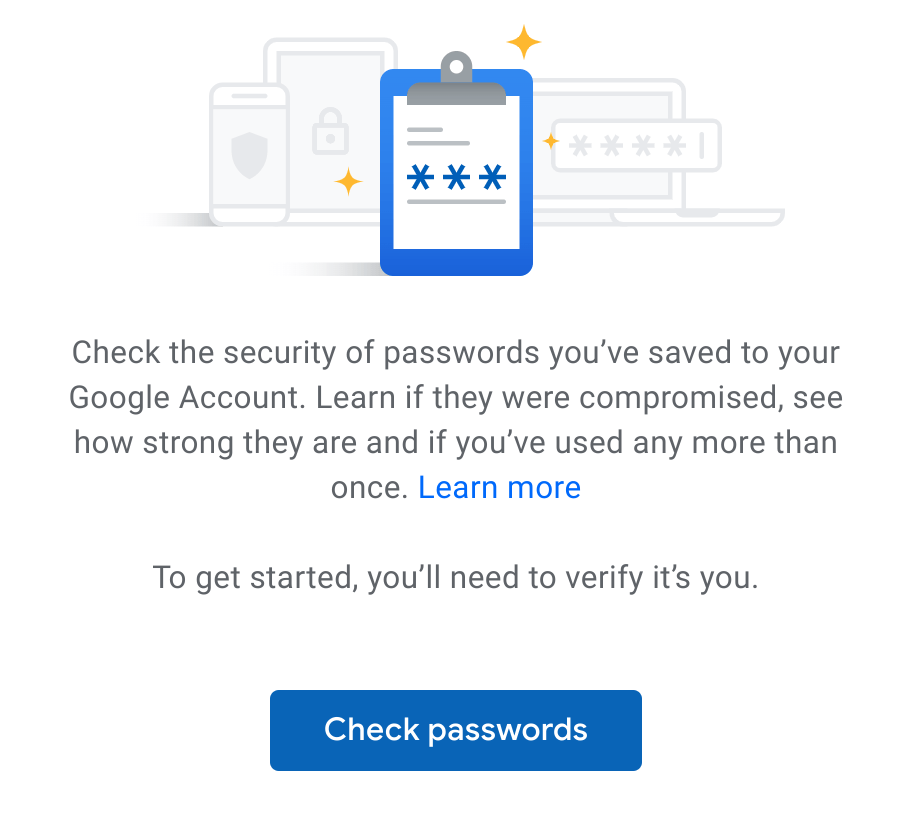 Check the security of passwords you’ve saved to your
Google Account. Learn if they were compromised, see
how strong they are and if you’ve used any more than
once. Learn more
To get started, you’ll need to verify it’s you.
Check passwords